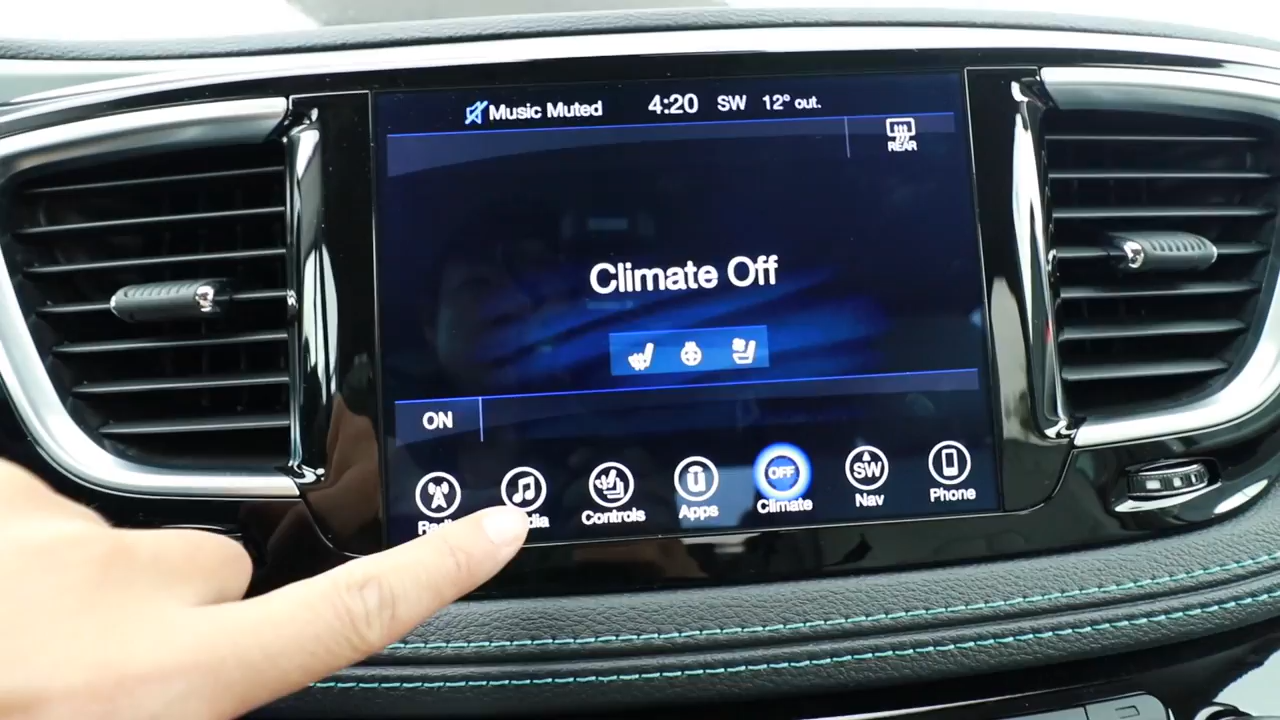 Music Muted 4:20 SW 12° out.
REAR
Climate Off
ON
OFF
SW
Controls Apps Climate Nav Phone